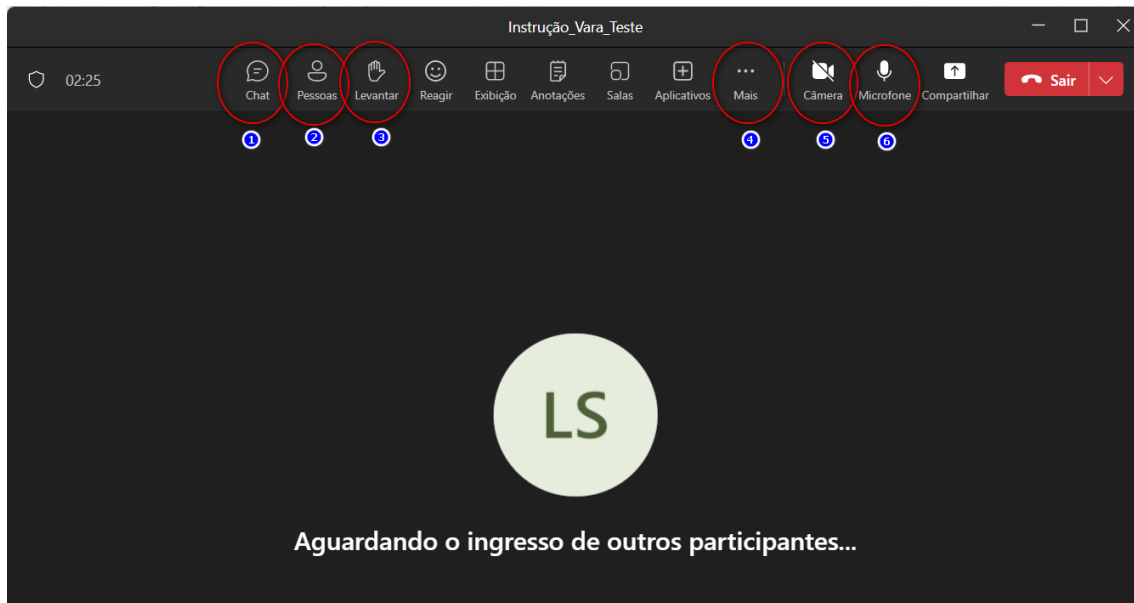 Instrução_Vara_Teste
02:25
Chat Pessoas Levantar Reagir Exibição Anotações Salas Aplicativos Mais Câmera Microfone Compartilhar Sair
1 2 3 4 5 6
LS
Aguardando o ingresso de outros participantes...